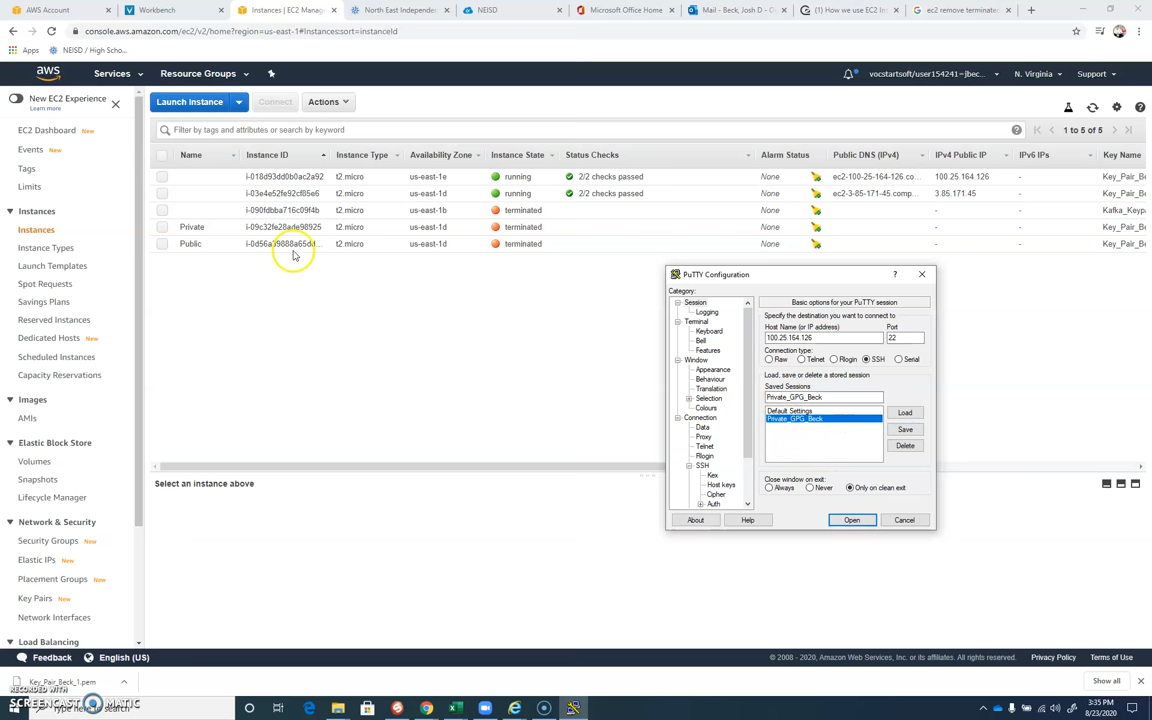 AWS Account
Workbench
Instances | EC2 Manag
North East Independen
NEISD
Microsoft Office Home
Mail - Beck, Josh D - O
(1) How we use EC2 In
ec2 remove terminate
console.aws.amazon.com/ec2/v2/home?region=us-east-1#Instances:sort=instanceId
Apps
NEISD / High Scho...
aws
Services
Resource Groups
vocstartsoft/user154241=jbec...
N. Virginia
Support
New EC2 Experience
Learn more
Launch Instance
Connect
Actions
EC2 Dashboard New
Filter by tags and attributes or search by keyword
1 to 5 of 5
Events New
Tags
Limits
Name
Instance ID
Instance Type
Availability Zone
Instance State
Status Checks
Alarm Status
Public DNS (IPv4)
IPv4 Public IP
IPv6 IPs
Key Name
i-018d93dd0b0ac2a92 t2.micro us-east-1e running 2/2 checks passed None ec2-100-25-164-126.co... 100.25.164.126 - Key_Pair_Be
i-03e4e52fe92cf85e6 t2.micro us-east-1d running 2/2 checks passed None ec2-3-85-171-45.comp... 3.85.171.45 - Key_Pair_Be
i-090fdbba716c09f4b t2.micro us-east-1b terminated None - - Kafka_Keypa
Private i-09c32fe28ade98925 t2.micro us-east-1d terminated None - - Key_Pair_Be
Public t2.micro us-east-1d terminated None - - Key_Pair_Be
Instances
Instances
Instance Types
Launch Templates
Spot Requests
Savings Plans
Reserved Instances
Dedicated Hosts New
Scheduled Instances
Capacity Reservations
Images
AMIs
Elastic Block Store
Volumes
Snapshots
Lifecycle Manager
Network & Security
Security Groups New
Elastic IPs New
Placement Groups New
Key Pairs New
Network Interfaces
Load Balancing
Select an instance above
PuTTY Configuration
?
Category:
Session
Logging
Terminal
Keyboard
Bell
Features
Window
Appearance
Behaviour
Translation
Selection
Colours
Connection
Data
Proxy
Telnet
Rlogin
SSH
Kex
Host keys
Cipher
Auth
Basic options for your PuTTY session
Specify the destination you want to connect to
Host Name (or IP address) Port
100.25.164.126 22
Connection type:
Raw Telnet Rlogin SSH Serial
Load, save or delete a stored session
Saved Sessions
Private_GPG_Beck
Default Settings
Private_GPG_Beck
Load
Save
Delete
Close window on exit:
Always Never Only on clean exit
About Help Open Cancel
Feedback
English (US)
© 2008 - 2020, Amazon Web Services, Inc. or its affiliates. All rights reserved.
Privacy Policy
Terms of Use
Key_Pair_Beck_1.pem
Show all
RECORDED WITH
SCREENCAST MATIC
Type here to search
3:35 PM
8/23/2020